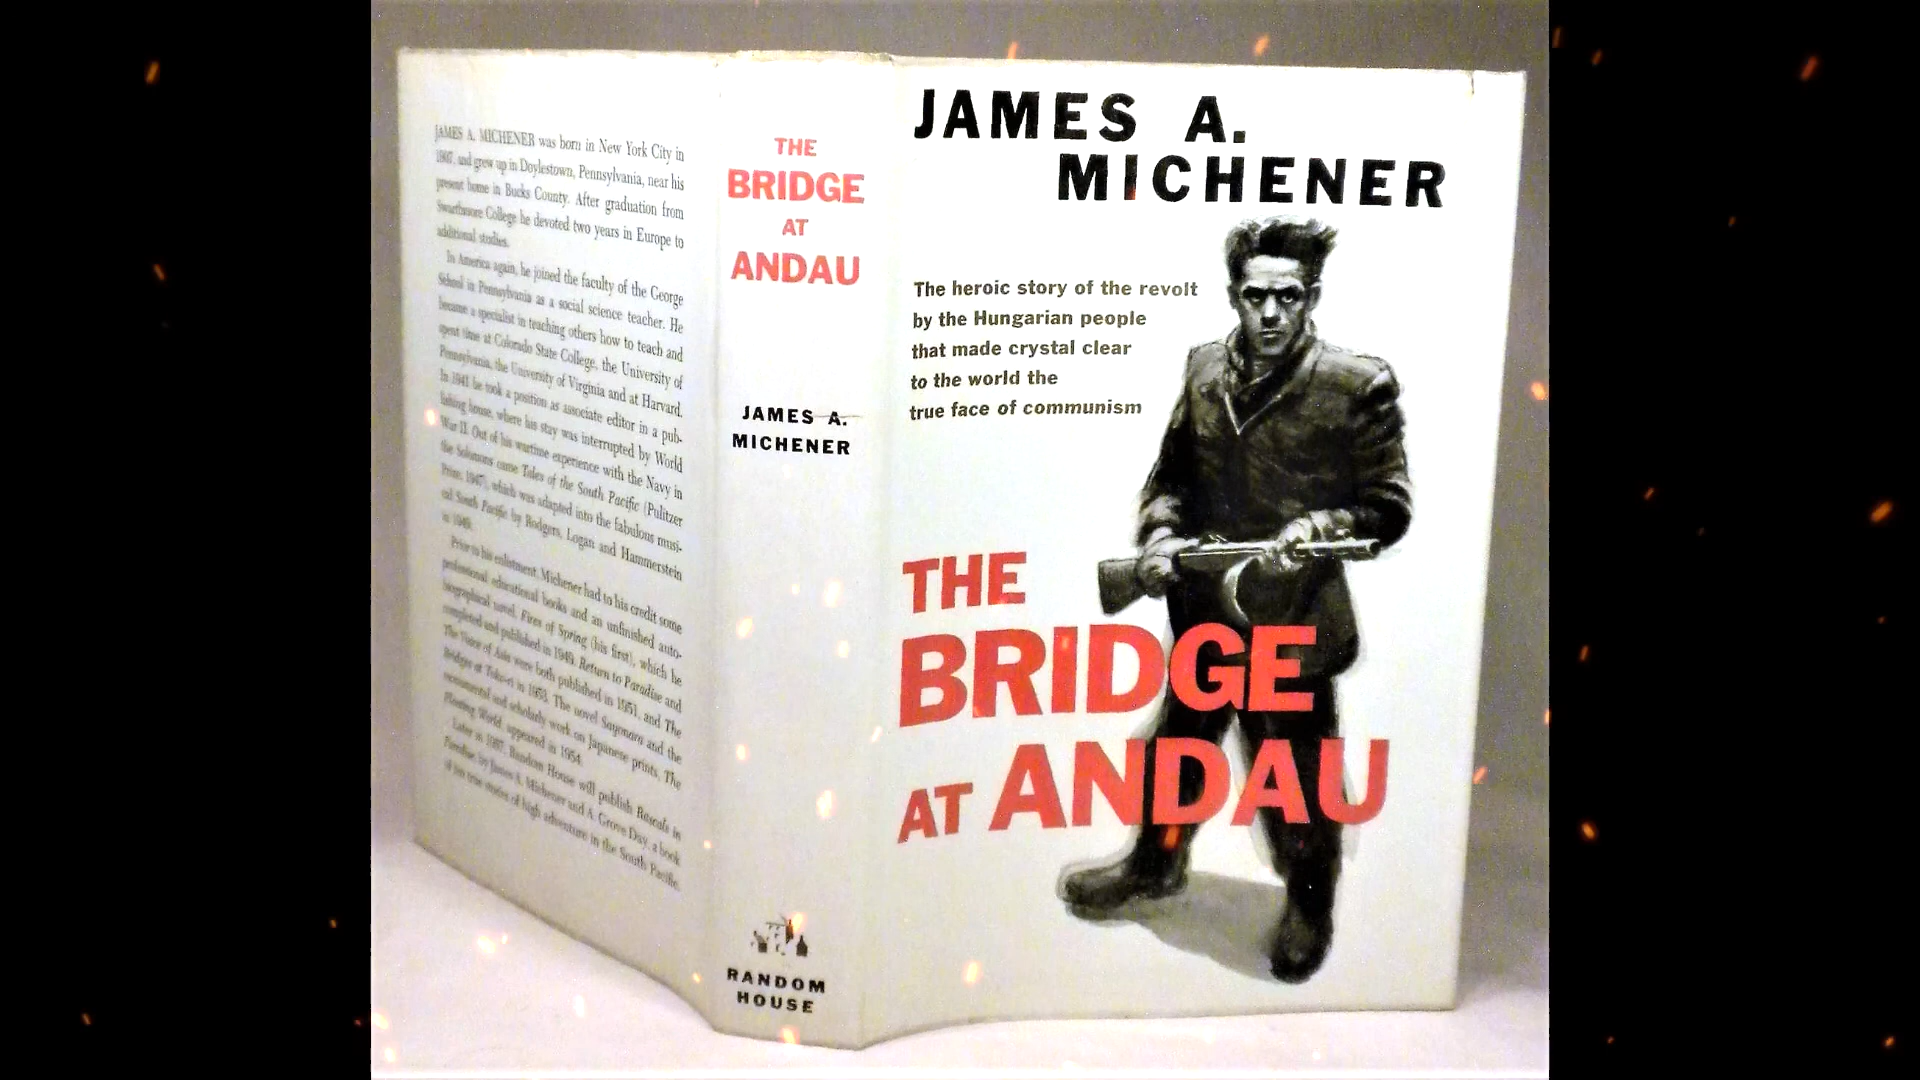 JAMES A. MICHENER was born in New York City in
1907, and grew up in Doylestown, Pennsylvania, near his
present home in Bucks County. After graduation from
Swarthmore College he devoted two years in Europe to
additional studies.
In America again, he joined the faculty of the George
School in Pennsylvania as a social science teacher. He
became a specialist in teaching others how to teach and
spent time at Colorado State College, the University of
Pennsylvania, the University of Virginia and at Harvard.
In 1941 he took a position as associate editor in a pub-
lishing house, where his stay was interrupted by World
War II. Out of his wartime experience with the Navy in
the Solomons came Tales of the South Pacific (Pulitzer
Prize, 1947), which was adapted into the fabulous musi-
cal South Pacific by Rodgers, Logan and Hammerstein
in 1949.
Prior to his enlistment, Michener had to his credit some
professional educational books and an unfinished auto-
biographical novel, Fires of Spring (his first), which he
completed and published in 1949. Return to Paradise and
The Voice of Asia were both published in 1951, and The
Bridges at Toko-ri in 1953. The novel Sayonara and the
monumental and scholarly work on Japanese prints, The
Floating World, appeared in 1954.
Later in 1957, Random House will publish Rascals in
Paradise, by James A. Michener and A. Grove Day, a book
of ten true stories of high adventure in the South Pacific.
THE
BRIDGE
AT
ANDAU
JAMES A.
MICHENER
RANDOM
HOUSE
JAMES A.
MICHENER
The heroic story of the revolt
by the Hungarian people
that made crystal clear
to the world the
true face of communism
THE
BRIDGE
AT ANDAU